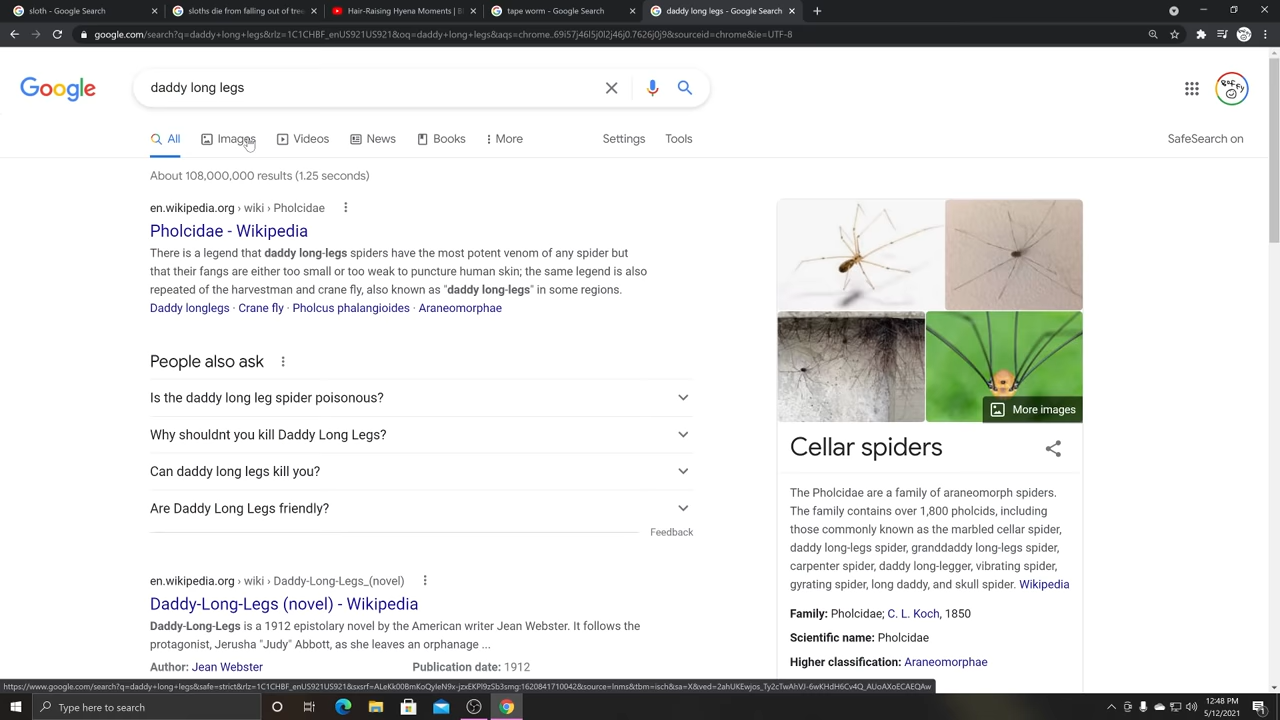 sloth - Google Search
sloths die from falling out of tree
Hair-Raising Hyena Moments | B
tape worm - Google Search
daddy long legs - Google Search
google.com/search?q=daddy+long+legs&rlz=1C1CHBF_enUS921US921&oq=daddy+long+legs&aqs=chrome..69i57j46l5j0l2j46j0.7626j0j9&sourceid=chrome&ie=UTF-8
Google
daddy long legs
All
Images
Videos
News
Books
More
Settings
Tools
SafeSearch on
About 108,000,000 results (1.25 seconds)
en.wikipedia.org › wiki › Pholcidae
Pholcidae - Wikipedia
There is a legend that daddy long-legs spiders have the most potent venom of any spider but
that their fangs are either too small or too weak to puncture human skin; the same legend is also
repeated of the harvestman and crane fly, also known as "daddy long-legs" in some regions.
Daddy longlegs · Crane fly · Pholcus phalangioides · Araneomorphae
People also ask
Is the daddy long leg spider poisonous?
Why shouldnt you kill Daddy Long Legs?
Can daddy long legs kill you?
Are Daddy Long Legs friendly?
Feedback
en.wikipedia.org › wiki › Daddy-Long-Legs_(novel)
Daddy-Long-Legs (novel) - Wikipedia
Daddy-Long-Legs is a 1912 epistolary novel by the American writer Jean Webster. It follows the
protagonist, Jerusha "Judy" Abbott, as she leaves an orphanage ...
Author: Jean Webster
Publication date: 1912
More images
Cellar spiders
The Pholcidae are a family of araneomorph spiders.
The family contains over 1,800 pholcids, including
those commonly known as the marbled cellar spider,
daddy long-legs spider, granddaddy long-legs spider,
carpenter spider, daddy long-legger, vibrating spider,
gyrating spider, long daddy, and skull spider. Wikipedia
Family: Pholcidae; C. L. Koch, 1850
Scientific name: Pholcidae
Higher classification: Araneomorphae
Type here to search
12:48 PM
5/12/2021